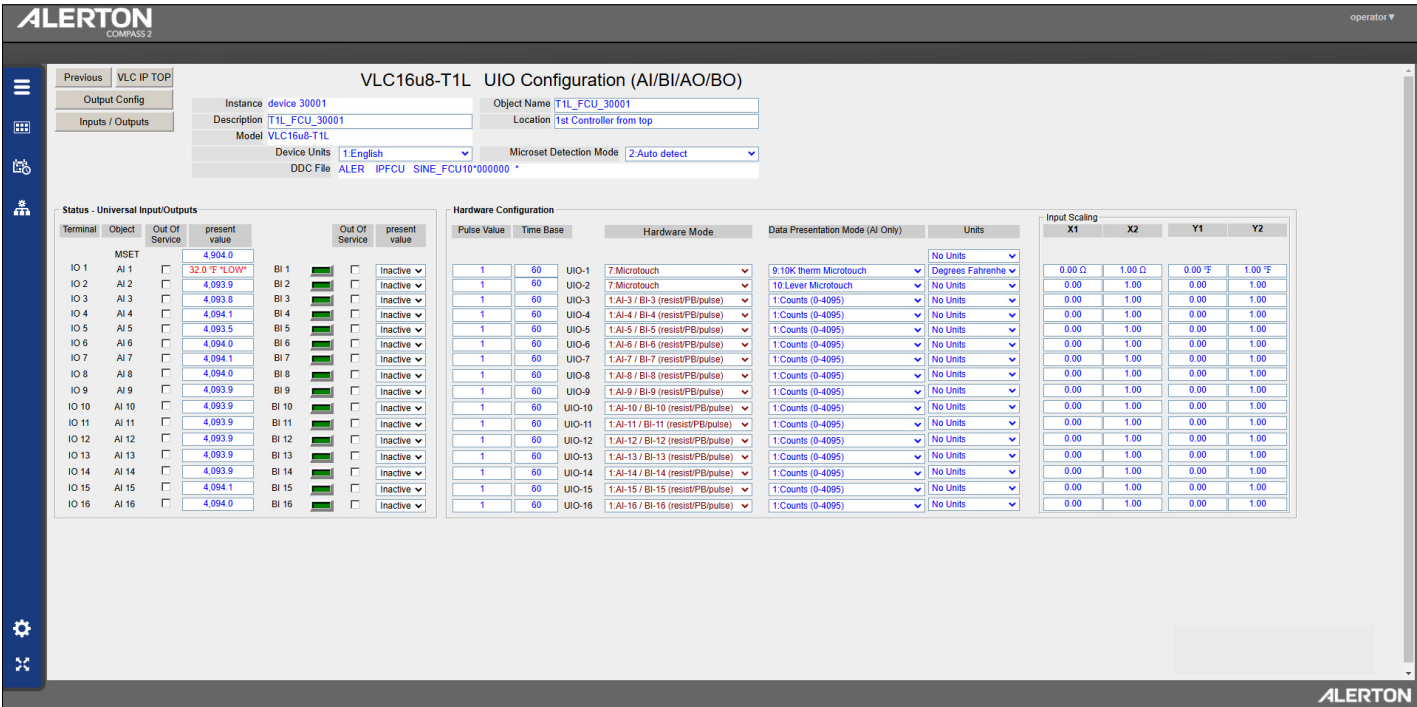 ALERTON
COMPASS 2
operator▼
Previous VLC IP TOP
Output Config
Inputs / Outputs
VLC16u8-T1L UIO Configuration (AI/BI/AO/BO)
Instance device 30001 Object Name T1L_FCU_30001
Description T1L_FCU_30001 Location 1st Controller from top
Model VLC16u8-T1L
Device Units 1:English Microset Detection Mode 2:Auto detect
DDC File ALER IPFCU SINE_FCU10*000000 *
Status - Universal Input/Outputs Hardware Configuration
Input Scaling
Terminal Object Out Of Service present value Out Of Service present value Pulse Value Time Base Hardware Mode Data Presentation Mode (AI Only) Units X1 X2 Y1 Y2
MSET 4,904.0 No Units
IO 1 AI 1 32.0 °F *LOW* BI 1 Inactive 1 60 UIO-1 7:Microtouch 9:10K therm Microtouch Degrees Fahrenhe 0.00 Ω 1.00 Ω 0.00 °F 1.00 °F
IO 2 AI 2 4,093.9 BI 2 Inactive 1 60 UIO-2 7:Microtouch 10:Lever Microtouch No Units 0.00 1.00 0.00 1.00
IO 3 AI 3 4,093.8 BI 3 Inactive 1 60 UIO-3 1:AI-3 / BI-3 (resist/PB/pulse) 1:Counts (0-4095) No Units 0.00 1.00 0.00 1.00
IO 4 AI 4 4,094.1 BI 4 Inactive 1 60 UIO-4 1:AI-4 / BI-4 (resist/PB/pulse) 1:Counts (0-4095) No Units 0.00 1.00 0.00 1.00
IO 5 AI 5 4,093.5 BI 5 Inactive 1 60 UIO-5 1:AI-5 / BI-5 (resist/PB/pulse) 1:Counts (0-4095) No Units 0.00 1.00 0.00 1.00
IO 6 AI 6 4,094.0 BI 6 Inactive 1 60 UIO-6 1:AI-6 / BI-6 (resist/PB/pulse) 1:Counts (0-4095) No Units 0.00 1.00 0.00 1.00
IO 7 AI 7 4,094.1 BI 7 Inactive 1 60 UIO-7 1:AI-7 / BI-7 (resist/PB/pulse) 1:Counts (0-4095) No Units 0.00 1.00 0.00 1.00
IO 8 AI 8 4,094.0 BI 8 Inactive 1 60 UIO-8 1:AI-8 / BI-8 (resist/PB/pulse) 1:Counts (0-4095) No Units 0.00 1.00 0.00 1.00
IO 9 AI 9 4,093.9 BI 9 Inactive 1 60 UIO-9 1:AI-9 / BI-9 (resist/PB/pulse) 1:Counts (0-4095) No Units 0.00 1.00 0.00 1.00
IO 10 AI 10 4,093.9 BI 10 Inactive 1 60 UIO-10 1:AI-10 / BI-10 (resist/PB/pulse) 1:Counts (0-4095) No Units 0.00 1.00 0.00 1.00
IO 11 AI 11 4,093.9 BI 11 Inactive 1 60 UIO-11 1:AI-11 / BI-11 (resist/PB/pulse) 1:Counts (0-4095) No Units 0.00 1.00 0.00 1.00
IO 12 AI 12 4,093.9 BI 12 Inactive 1 60 UIO-12 1:AI-12 / BI-12 (resist/PB/pulse) 1:Counts (0-4095) No Units 0.00 1.00 0.00 1.00
IO 13 AI 13 4,093.9 BI 13 Inactive 1 60 UIO-13 1:AI-13 / BI-13 (resist/PB/pulse) 1:Counts (0-4095) No Units 0.00 1.00 0.00 1.00
IO 14 AI 14 4,093.9 BI 14 Inactive 1 60 UIO-14 1:AI-14 / BI-14 (resist/PB/pulse) 1:Counts (0-4095) No Units 0.00 1.00 0.00 1.00
IO 15 AI 15 4,094.1 BI 15 Inactive 1 60 UIO-15 1:AI-15 / BI-15 (resist/PB/pulse) 1:Counts (0-4095) No Units 0.00 1.00 0.00 1.00
IO 16 AI 16 4,094.0 BI 16 Inactive 1 60 UIO-16 1:AI-16 / BI-16 (resist/PB/pulse) 1:Counts (0-4095) No Units 0.00 1.00 0.00 1.00
ALERTON